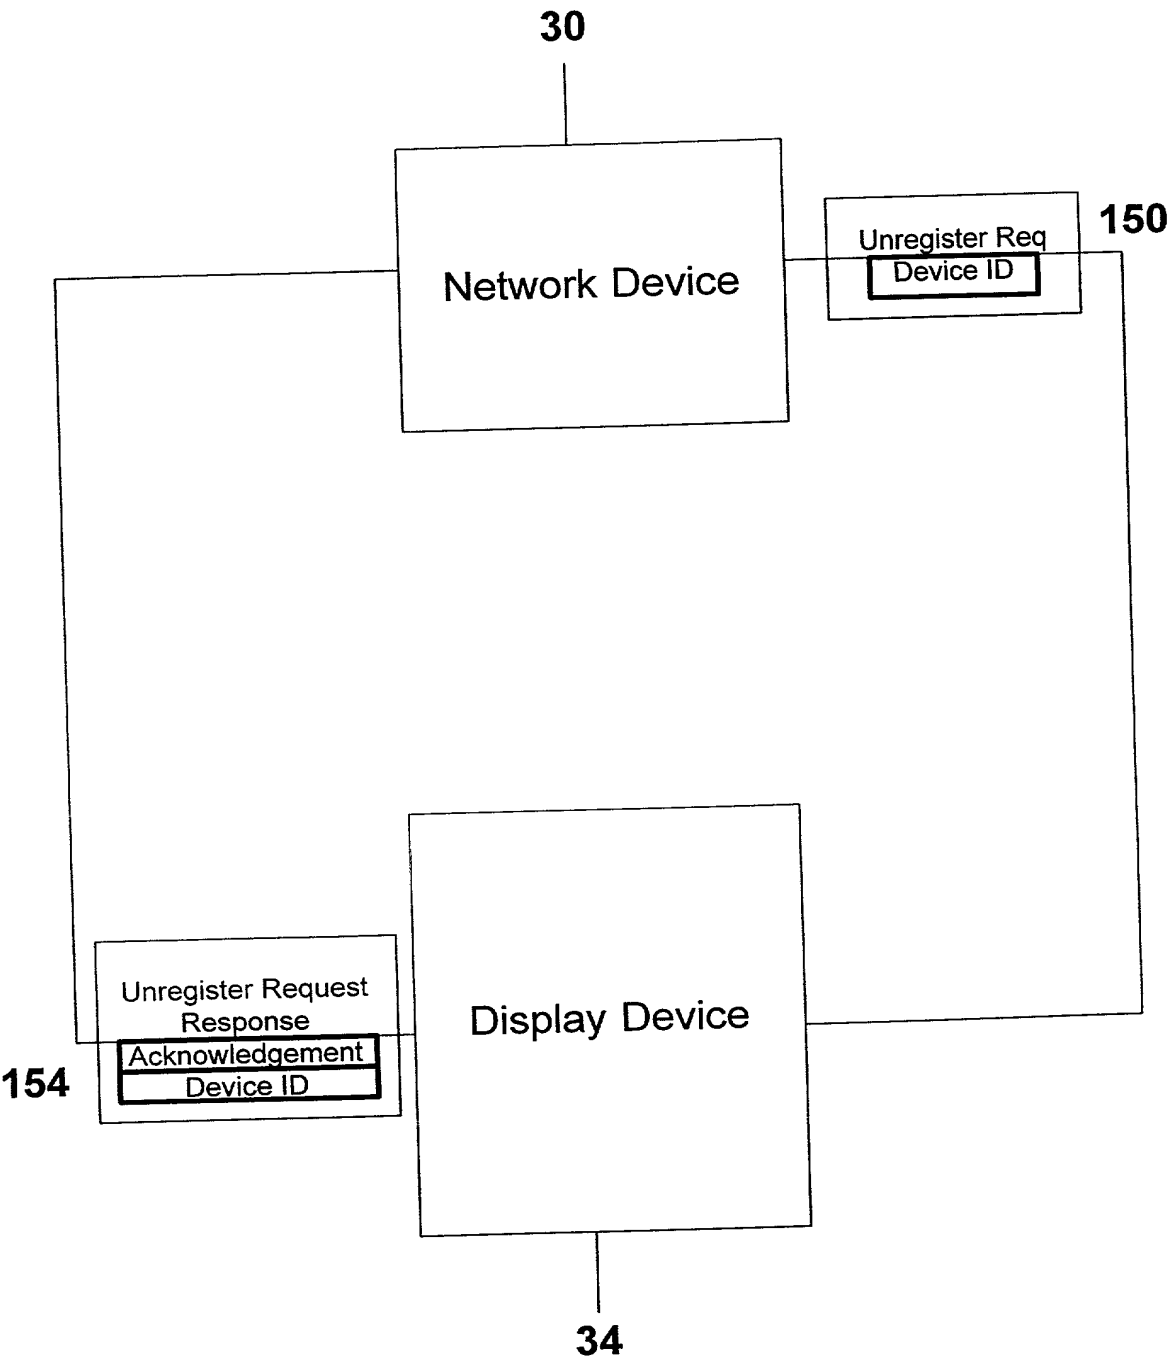 30
150
Unregister Req
Device ID
Network Device
Unregister Request
Response
Acknowledgement
Device ID
154
Display Device
34